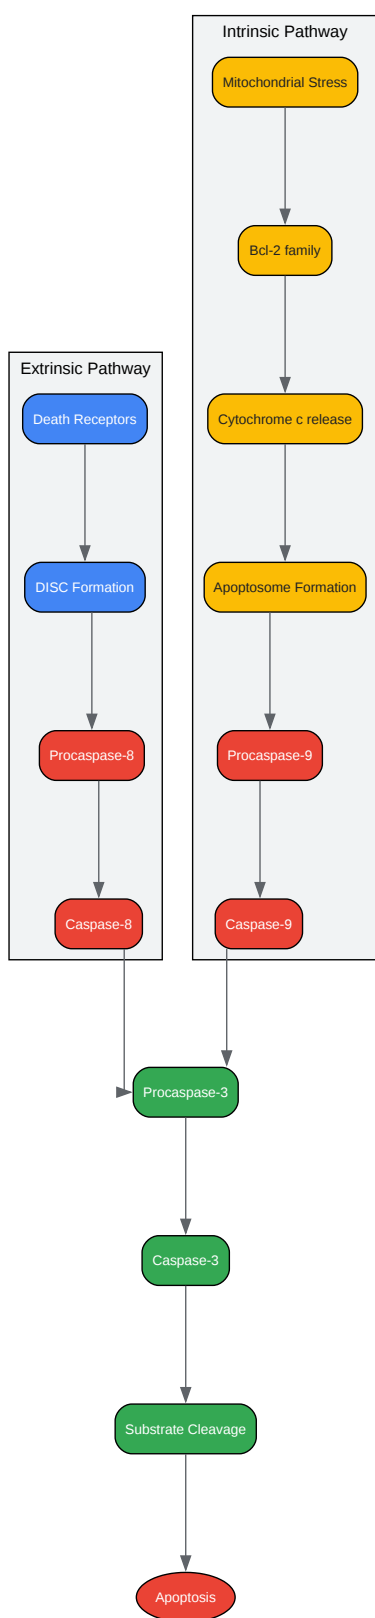 Intrinsic Pathway
Mitochondrial Stress
Bcl-2 family
Extrinsic Pathway
Death Receptors
Cytochrome c release
DISC Formation
Apoptosome Formation
Procaspase-8
Procaspase-9
Caspase-8
Caspase-9
Procaspase-3
Caspase-3
Substrate Cleavage
Apoptosis